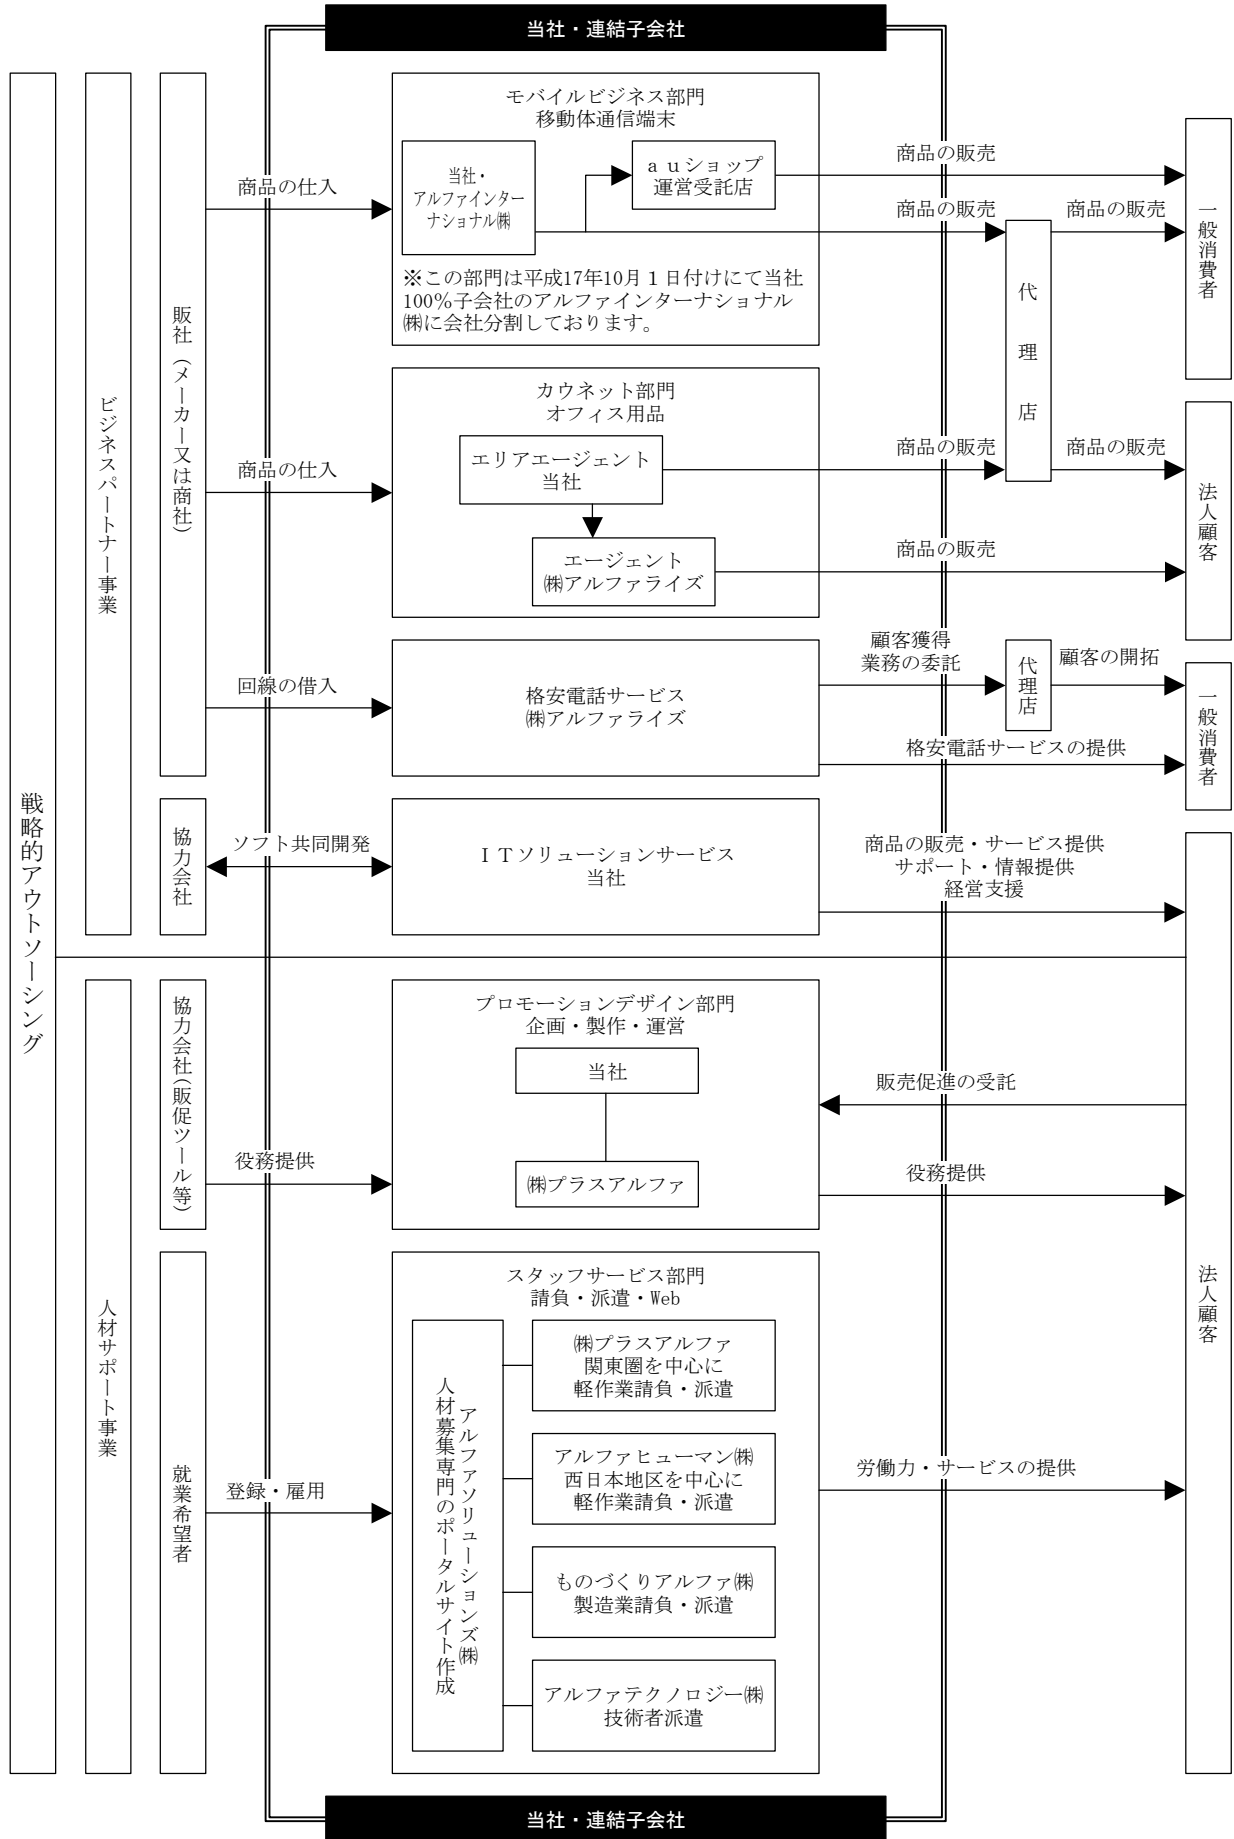 当社・連結子会社
戦略的アウトソーシング
ビジネスパートナー事業
販社（メーカー又は商社）
商品の仕入
モバイルビジネス部門
移動体通信端末
当社・
アルファインター
ナショナル㈱
ａｕショップ
運営受託店
※この部門は平成17年10月１日付けにて当社
100％子会社のアルファインターナショナル
㈱に会社分割しております。
商品の販売
商品の販売
代理店
商品の販売
一般消費者
商品の仕入
カウネット部門
オフィス用品
エリアエージェント
当社
エージェント
㈱アルファライズ
商品の販売
商品の販売
商品の販売
法人顧客
回線の借入
格安電話サービス
㈱アルファライズ
顧客獲得
業務の委託
代理店
顧客の開拓
格安電話サービスの提供
一般消費者
協力会社
ソフト共同開発
ＩＴソリューションサービス
当社
商品の販売・サービス提供
サポート・情報提供
経営支援
人材サポート事業
協力会社（販促ツール等）
役務提供
プロモーションデザイン部門
企画・製作・運営
当社
㈱プラスアルファ
販売促進の受託
役務提供
法人顧客
就業希望者
登録・雇用
スタッフサービス部門
請負・派遣・Web
アルファソリューションズ㈱
人材募集専門のポータルサイト作成
㈱プラスアルファ
関東圏を中心に
軽作業請負・派遣
アルファヒューマン㈱
西日本地区を中心に
軽作業請負・派遣
ものづくりアルファ㈱
製造業請負・派遣
アルファテクノロジー㈱
技術者派遣
労働力・サービスの提供
当社・連結子会社